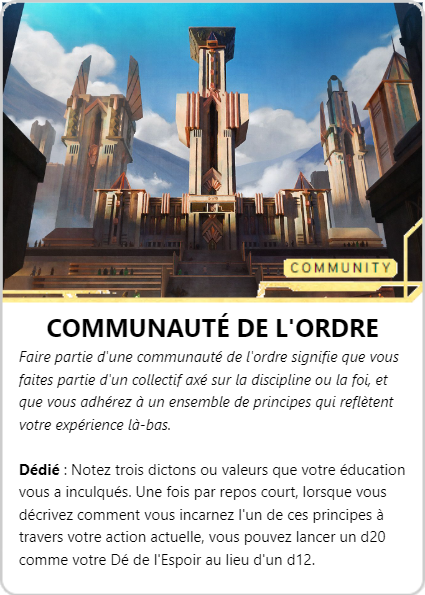 COMMUNITY
COMMUNAUTÉ DE L'ORDRE
Faire partie d'une communauté de l'ordre signifie que vous
faites partie d'un collectif axé sur la discipline ou la foi, et
que vous adhérez à un ensemble de principes qui reflètent
votre expérience là-bas.
Dédié : Notez trois dictons ou valeurs que votre éducation
vous a inculqués. Une fois par repos court, lorsque vous
décrivez comment vous incarnez l'un de ces principes à
travers votre action actuelle, vous pouvez lancer un d20
comme votre Dé de l'Espoir au lieu d'un d12.